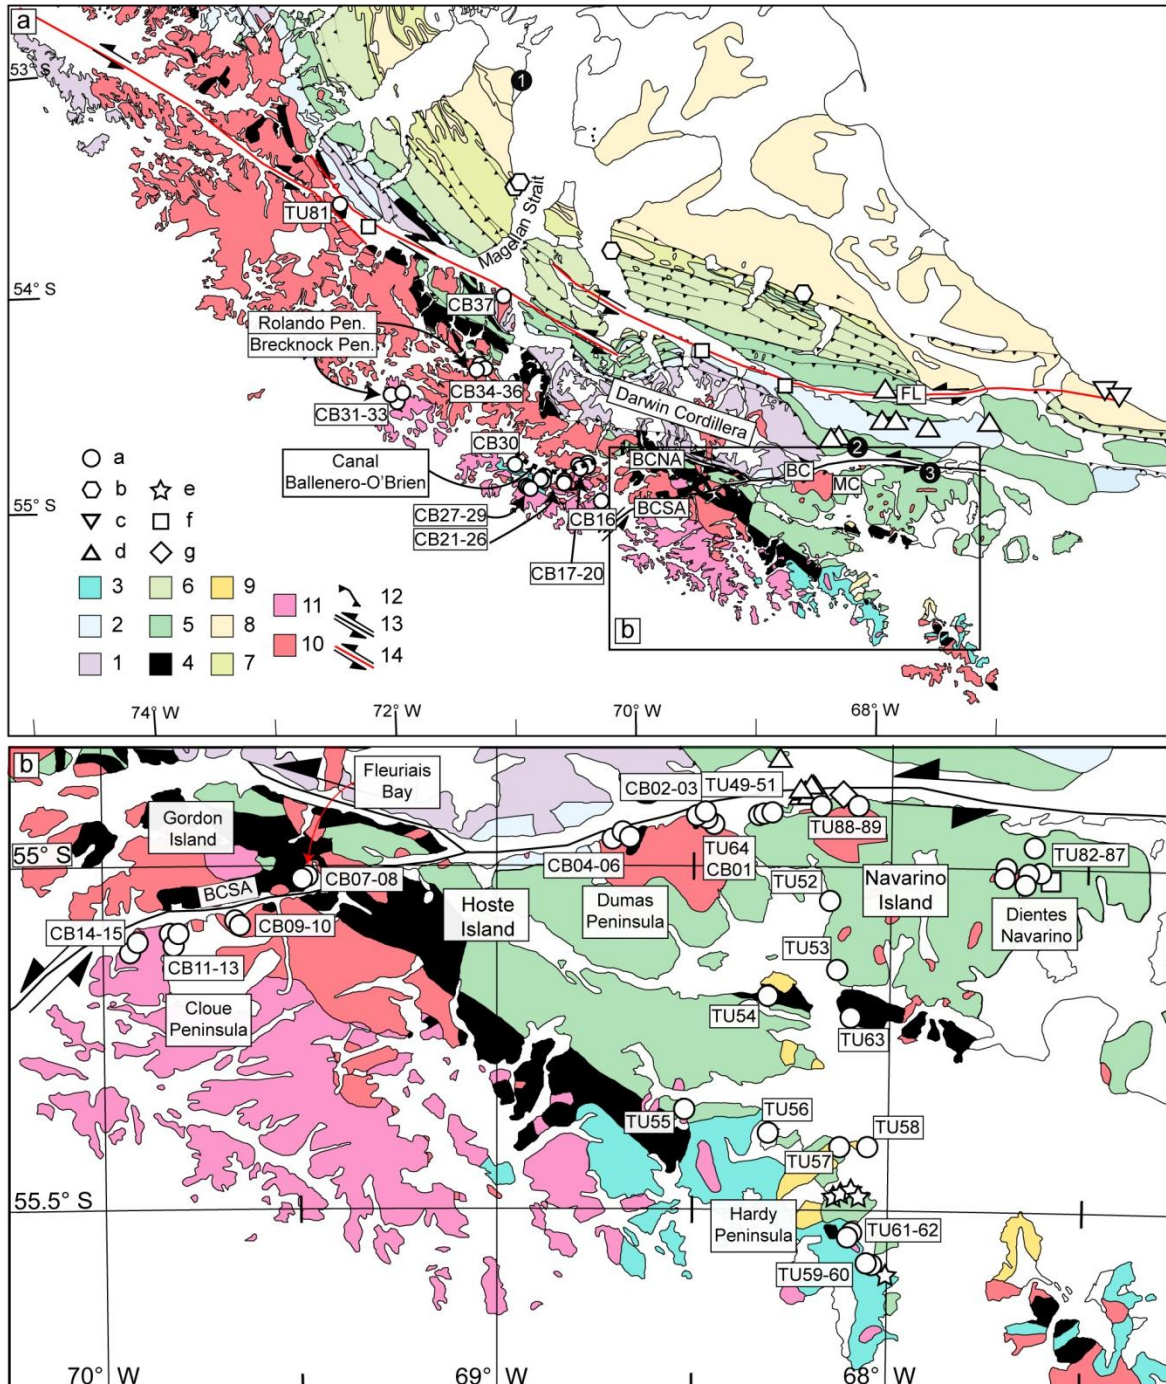 a
53° S
1
TU81
Magellan Strait
54° S
CB37
Rolando Pen.
Brecknock Pen.
CB34-36
CB31-33
FL
Darwin Cordillera
CB30
Canal
Ballenero-O'Brien
BCNA
2
BC
3
MC
BCSA
CB16
CB27-29
CB21-26
CB17-20
55° S
b
a
b
e
c
f
d
g
3
6
9
11
12
2
5
8
13
10
1
4
7
14
74° W
72° W
70° W
68° W
b
Fleuriais
Bay
CB02-03
TU49-51
Gordon
Island
TU88-89
55° S
CB04-06
TU64
CB01
TU82-87
BCSA
CB07-08
TU52
Navarino
Island
Hoste
Island
Dumas
Peninsula
Dientes
Navarino
CB14-15
CB09-10
CB11-13
TU53
Cloue
Peninsula
TU54
TU63
TU55
TU56
TU58
TU57
55.5° S
Hardy
Peninsula
TU61-62
TU59-60
70° W
69° W
68° W